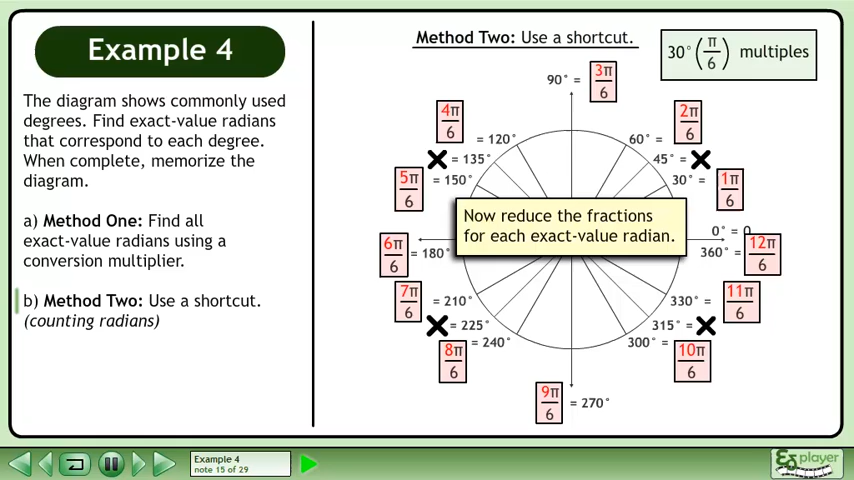 Example 4
The diagram shows commonly used
degrees. Find exact-value radians
that correspond to each degree.
When complete, memorize the
diagram.
a) Method One: Find all
exact-value radians using a
conversion multiplier.
b) Method Two: Use a shortcut.
(counting radians)
Method Two: Use a shortcut.
30° (π/6) multiples
90° = 3π/6
4π/6 = 120°
60° = 2π/6
✖ = 135°
45° = ✖
5π/6 = 150°
30° = 1π/6
Now reduce the fractions
for each exact-value radian.
0° = 0
6π/6 = 180°
360° = 12π/6
7π/6 = 210°
330° = 11π/6
✖ = 225°
315° = ✖
8π/6 = 240°
300° = 10π/6
9π/6 = 270°
Example 4
note 15 of 29
player